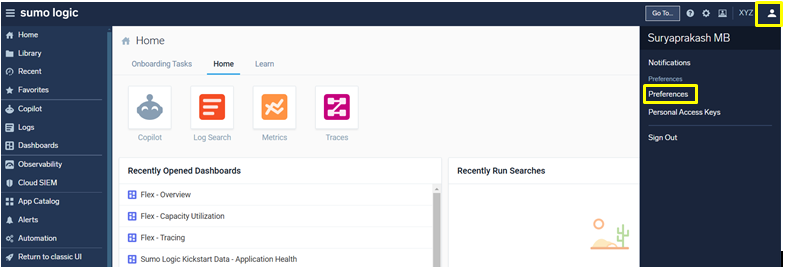 sumo logic
Go To...
XYZ
Home
Library
Recent
Favorites
Copilot
Logs
Dashboards
Observability
Cloud SIEM
App Catalog
Alerts
Automation
Return to classic UI
Home
Onboarding Tasks
Home
Learn
Copilot
Log Search
Metrics
Traces
Recently Opened Dashboards
Flex - Overview
Flex - Capacity Utilization
Flex - Tracing
Sumo Logic Kickstart Data - Application Health
Recently Run Searches
Suryaprakash MB
Notifications
Preferences
Preferences
Personal Access Keys
Sign Out